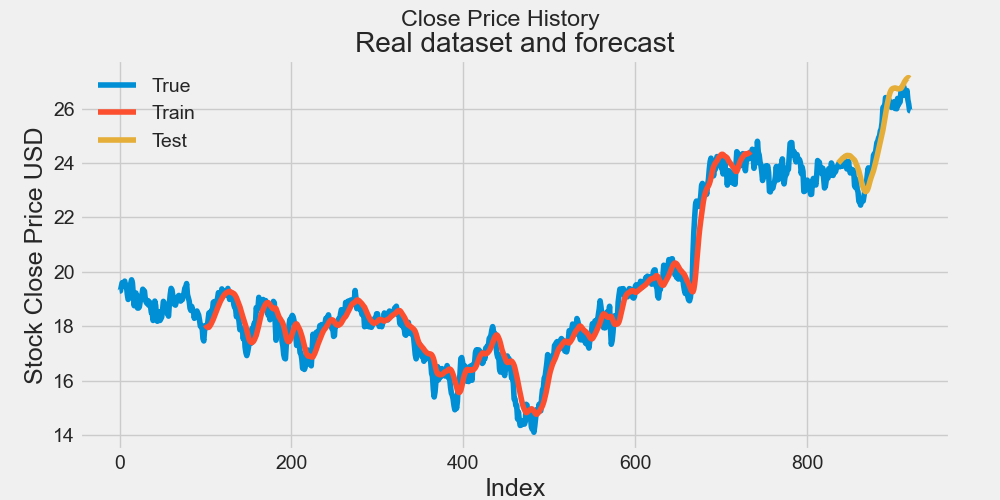 Close Price History
Real dataset and forecast
True
Train
Test
Stock Close Price USD
26
24
22
20
18
16
14
0 200 400 600 800
Index